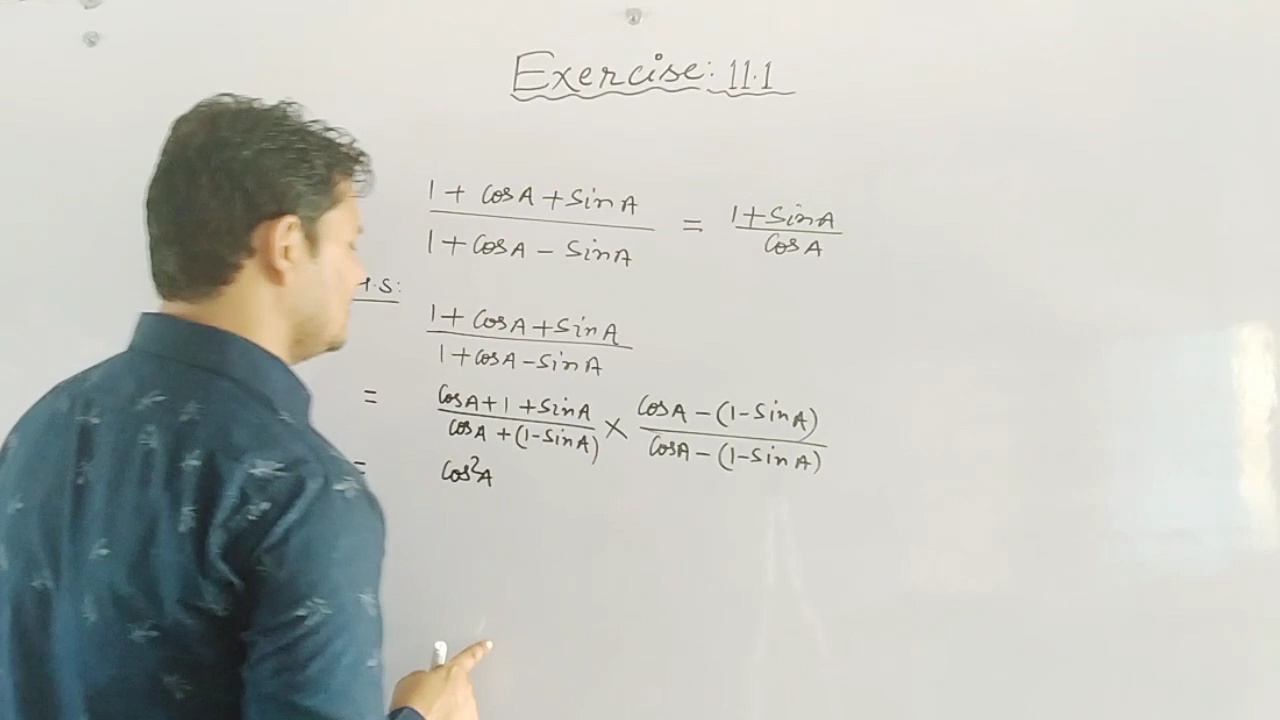 Exercise: 11.1
1 + cosA + sinA / 1 + cosA - sinA = 1 + sinA / cosA
.S:
1 + cosA + sinA / 1 + cosA - sinA
= cosA + 1 + sinA / cosA + (1 - sinA) × cosA - (1 - sinA) / cosA - (1 - sinA)
= cos²A